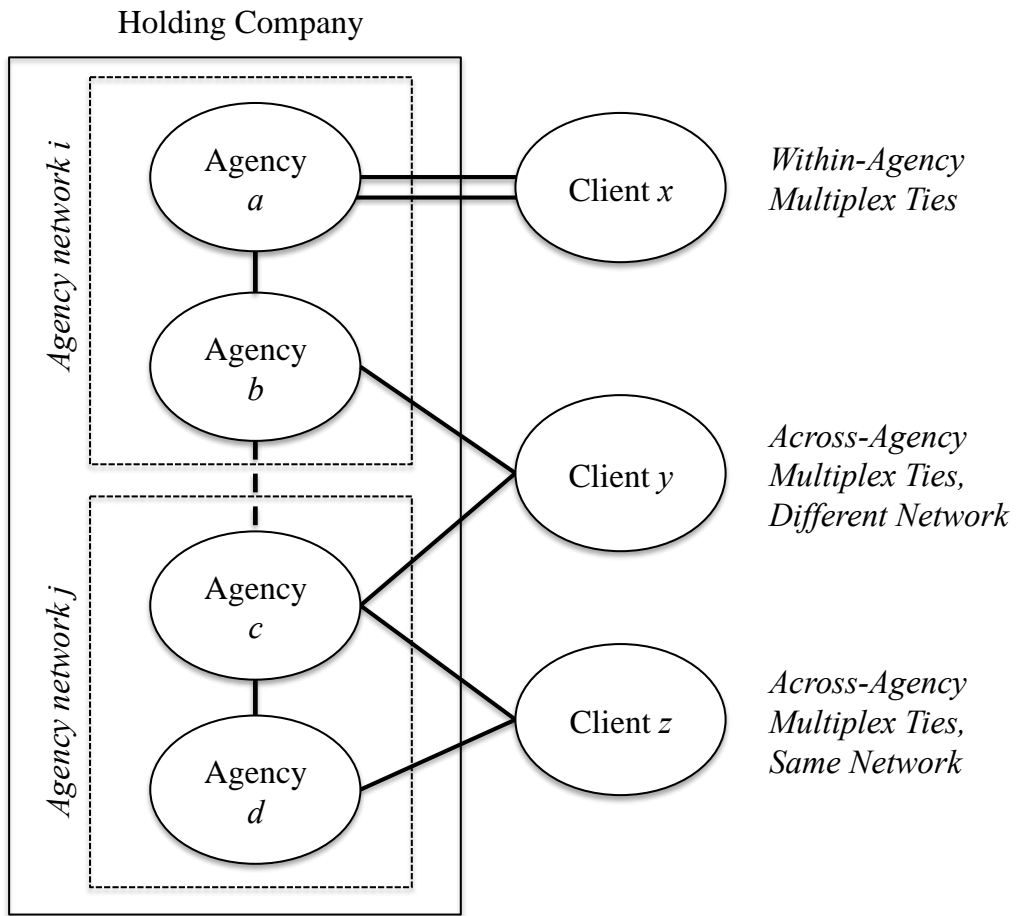 Holding Company
Agency network i
Agency
a
Client x
Within-Agency
Multiplex Ties
Agency
b
Client y
Across-Agency
Multiplex Ties,
Different Network
Agency network j
Agency
c
Agency
d
Client z
Across-Agency
Multiplex Ties,
Same Network